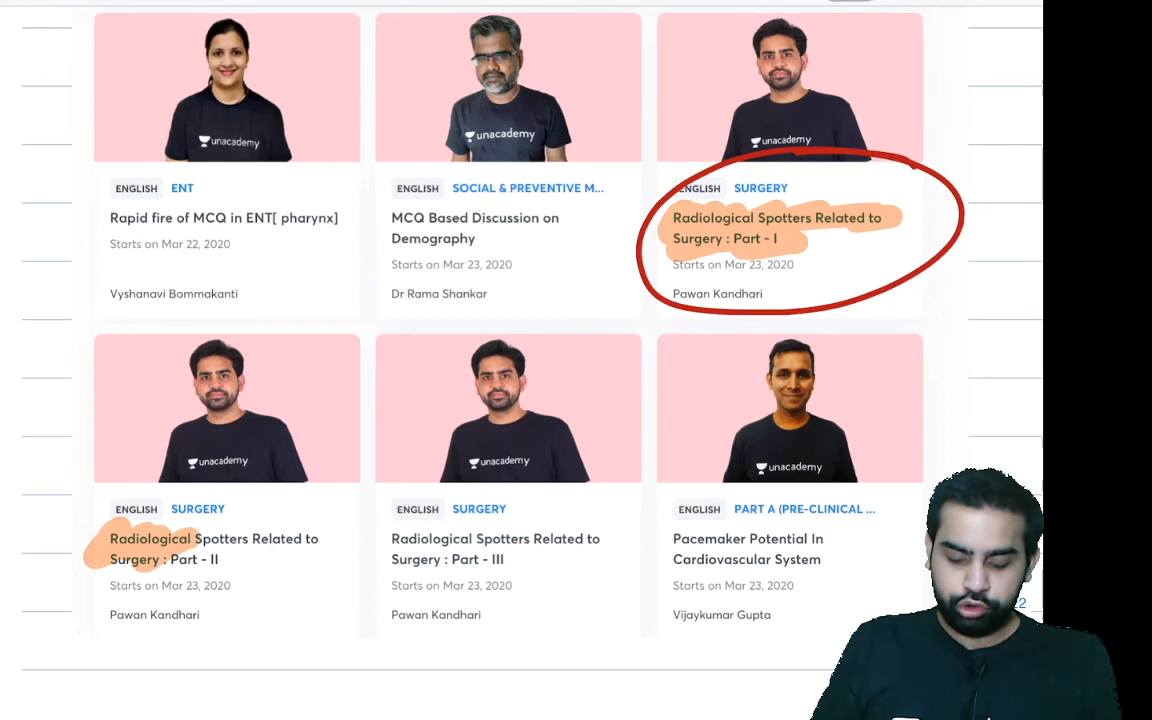 unacademy
ENGLISH ENT
Rapid fire of MCQ in ENT[ pharynx]
Starts on Mar 22, 2020
Vyshanavi Bommakanti
unacademy
ENGLISH SOCIAL & PREVENTIVE M...
MCQ Based Discussion on
Demography
Starts on Mar 23, 2020
Dr Rama Shankar
unacademy
ENGLISH SURGERY
Radiological Spotters Related to
Surgery : Part - I
Starts on Mar 23, 2020
Pawan Kandhari
unacademy
ENGLISH SURGERY
Radiological Spotters Related to
Surgery : Part - II
Starts on Mar 23, 2020
Pawan Kandhari
unacademy
ENGLISH SURGERY
Radiological Spotters Related to
Surgery : Part - III
Starts on Mar 23, 2020
Pawan Kandhari
unacademy
ENGLISH PART A (PRE-CLINICAL ...
Pacemaker Potential In
Cardiovascular System
Starts on Mar 23, 2020
Vijaykumar Gupta